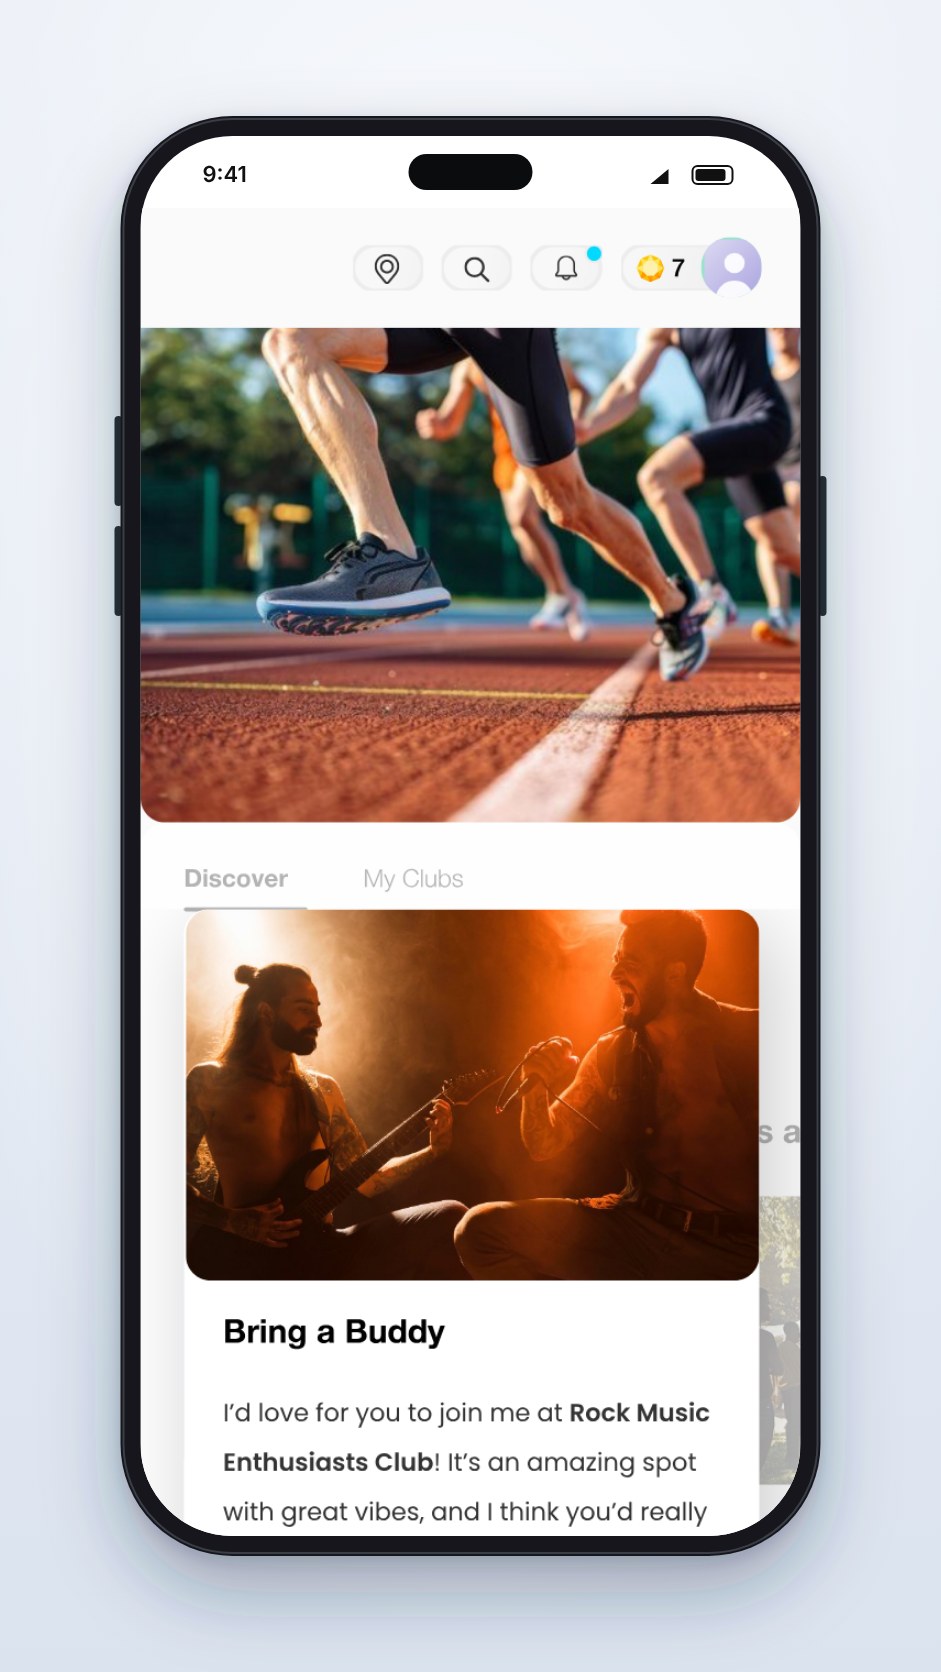 9:41
7
Discover
My Clubs
s a
Bring a Buddy
I’d love for you to join me at Rock Music
Enthusiasts Club! It’s an amazing spot
with great vibes, and I think you’d really